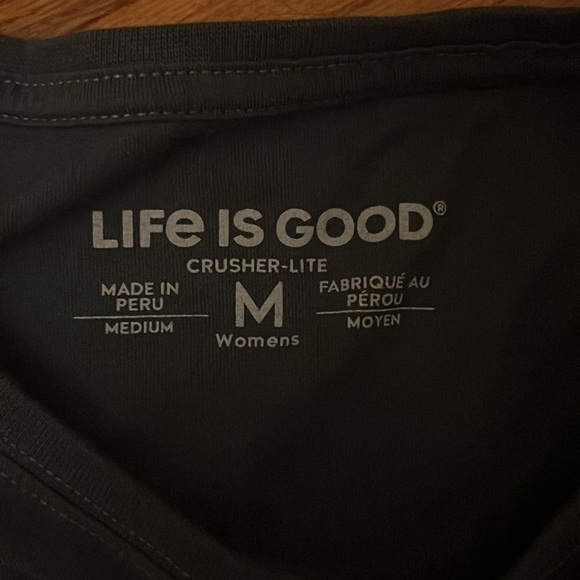 LIFe IS GOOD®
CRUSHER-LITE
MADE IN
PERU
MEDIUM
M
Womens
FABRIQUÉ AU
PÉROU
MOYEN